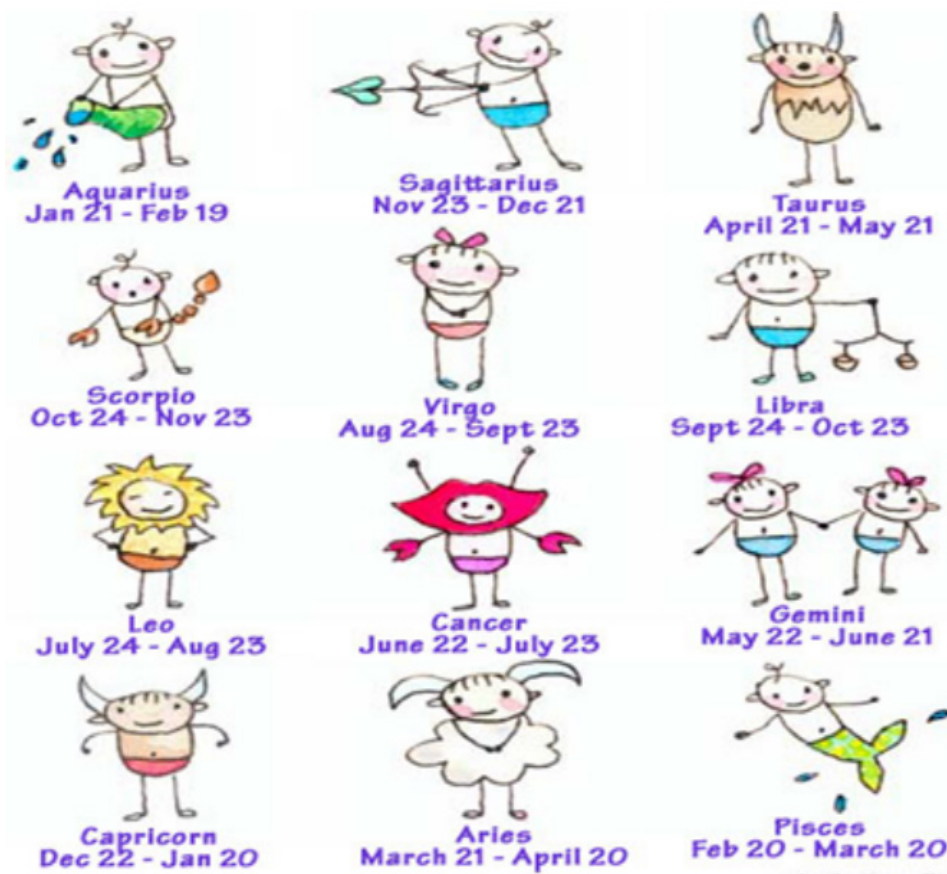 Aquarius
Jan 21 - Feb 19
Sagittarius
Nov 23 - Dec 21
Taurus
April 21 - May 21
Scorpio
Oct 24 - Nov 23
Virgo
Aug 24 - Sept 23
Libra
Sept 24 - Oct 23
Leo
July 24 - Aug 23
Cancer
June 22 - July 23
Gemini
May 22 - June 21
Capricorn
Dec 22 - Jan 20
Aries
March 21 - April 20
Pisces
Feb 20 - March 20